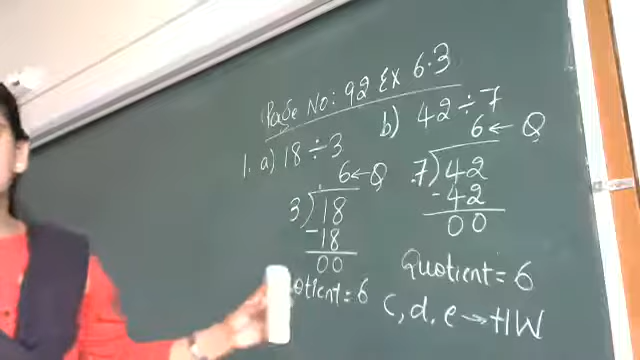 Page No: 92 Ex 6.3
1. a) 18 ÷ 3
6 ← Q
3)18
-18
00
Quotient = 6
b) 42 ÷ 7
6 ← Q
7)42
-42
00
Quotient = 6
c, d, e → HW